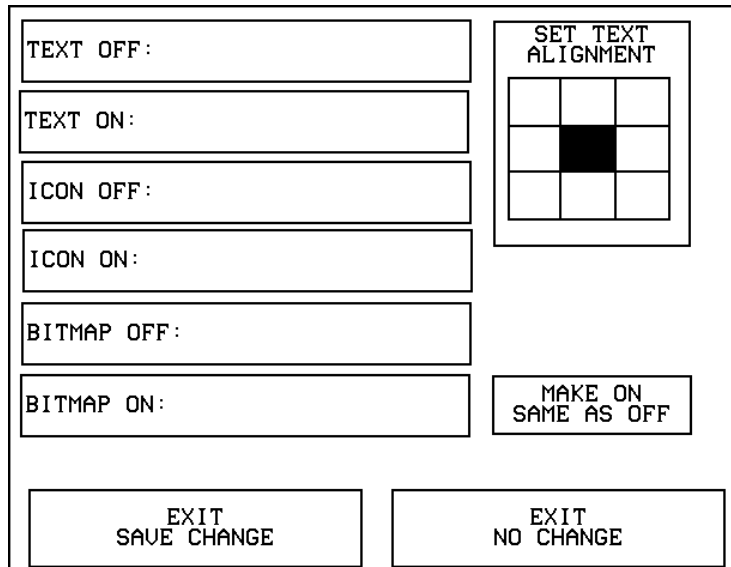 TEXT OFF:
TEXT ON:
ICON OFF:
ICON ON:
BITMAP OFF:
BITMAP ON:
SET TEXT
ALIGNMENT
MAKE ON
SAME AS OFF
EXIT
SAVE CHANGE
EXIT
NO CHANGE